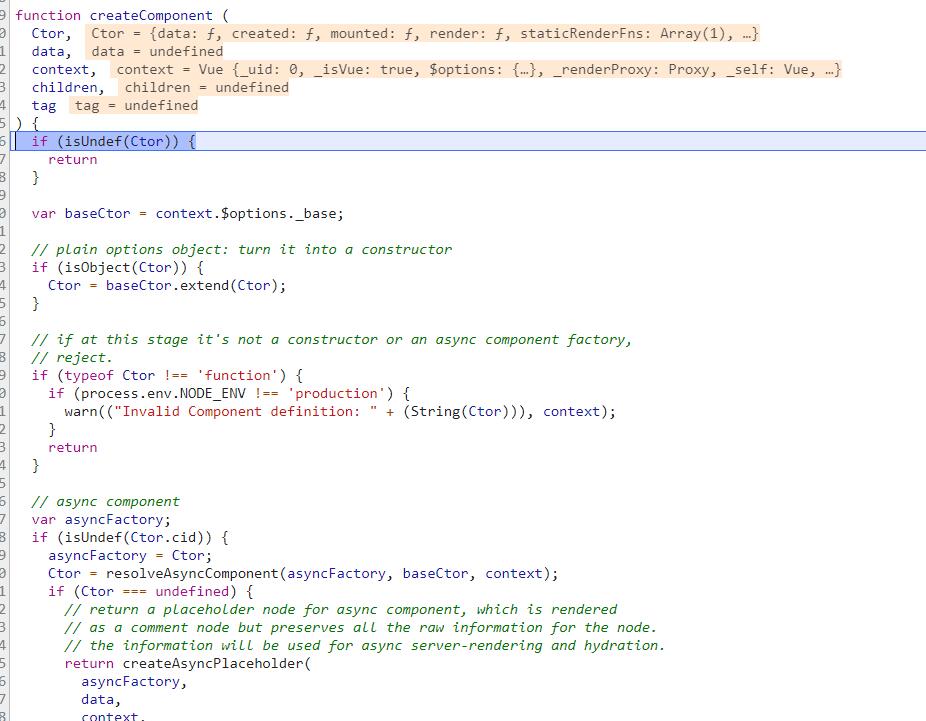 9 function createComponent (
0 Ctor, Ctor = {data: ƒ, created: ƒ, mounted: ƒ, render: ƒ, staticRenderFns: Array(1), …}
1 data, data = undefined
2 context, context = Vue {_uid: 0, _isVue: true, $options: {…}, _renderProxy: Proxy, _self: Vue, …}
3 children, children = undefined
4 tag tag = undefined
5 ) {
6 if (isUndef(Ctor)) {
7 return
8 }
9
0 var baseCtor = context.$options._base;
1
2 // plain options object: turn it into a constructor
3 if (isObject(Ctor)) {
4 Ctor = baseCtor.extend(Ctor);
5 }
6
7 // if at this stage it's not a constructor or an async component factory,
8 // reject.
9 if (typeof Ctor !== 'function') {
0 if (process.env.NODE_ENV !== 'production') {
1 warn(("Invalid Component definition: " + (String(Ctor))), context);
2 }
3 return
4 }
5
6 // async component
7 var asyncFactory;
8 if (isUndef(Ctor.cid)) {
9 asyncFactory = Ctor;
0 Ctor = resolveAsyncComponent(asyncFactory, baseCtor, context);
1 if (Ctor === undefined) {
2 // return a placeholder node for async component, which is rendered
3 // as a comment node but preserves all the raw information for the node.
4 // the information will be used for async server-rendering and hydration.
5 return createAsyncPlaceholder(
6 asyncFactory,
7 data,
8 context,